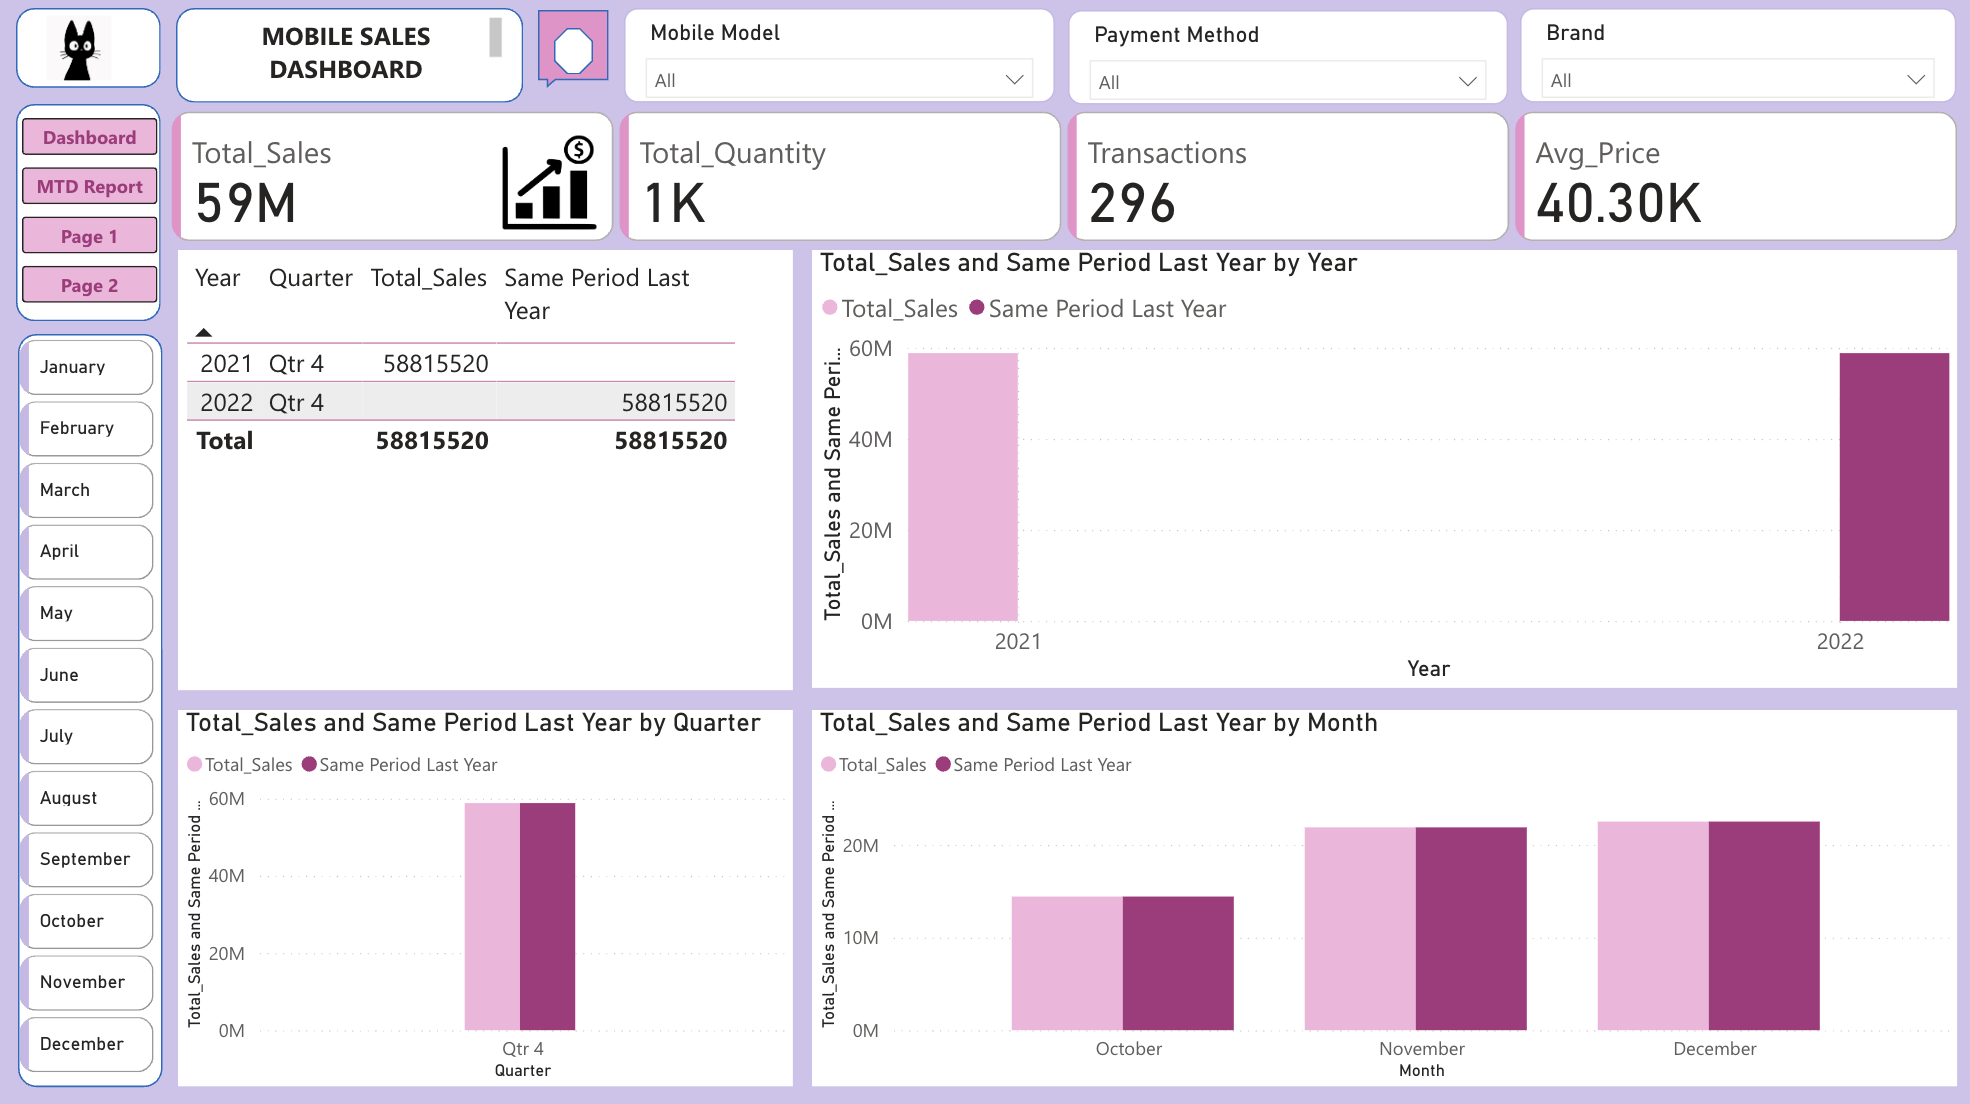 MOBILE SALES
DASHBOARD
Mobile Model
All
Payment Method
All
Brand
All
Dashboard
MTD Report
Page 1
Page 2
Total_Sales
59M
$
Total_Quantity
1K
Transactions
296
Avg_Price
40.30K
January
February
March
April
May
June
July
August
September
October
November
December
Year Quarter Total_Sales Same Period Last
Year
2021 Qtr 4 58815520
2022 Qtr 4 58815520
Total 58815520 58815520
Total_Sales and Same Period Last Year by Year
Total_Sales Same Period Last Year
Total_Sales and Same Peri...
60M
40M
20M
0M
2021 2022
Year
Total_Sales and Same Period Last Year by Quarter
Total_Sales Same Period Last Year
Total_Sales and Same Period ...
60M
40M
20M
0M
Qtr 4
Quarter
Total_Sales and Same Period Last Year by Month
Total_Sales Same Period Last Year
Total_Sales and Same Period ...
20M
10M
0M
October November December
Month